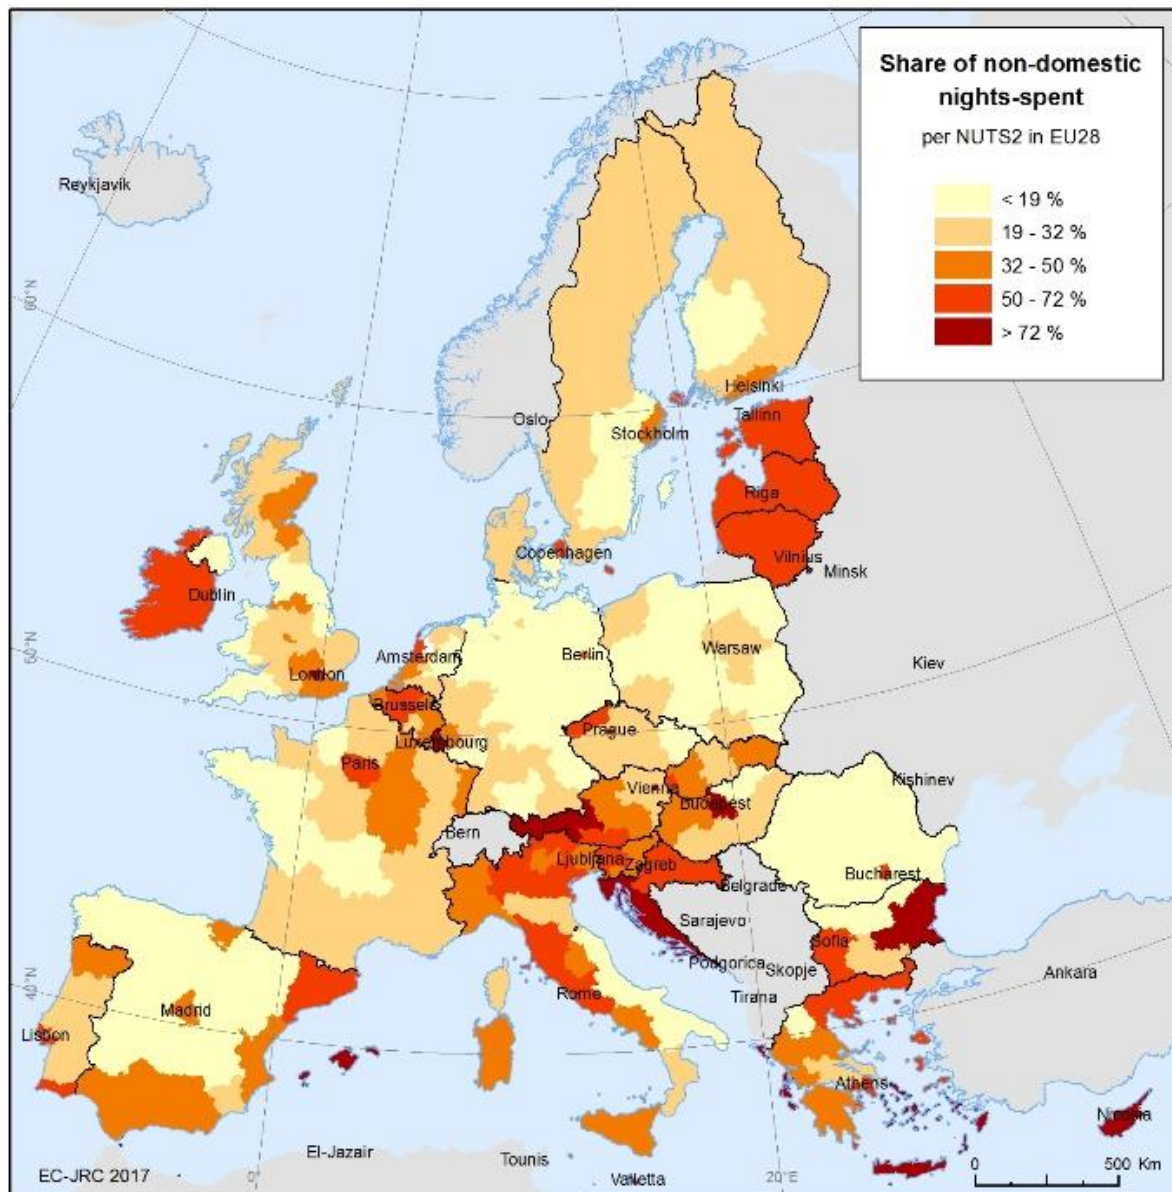 Share of non-domestic
nights-spent
per NUTS2 in EU28
< 19 %
19 - 32 %
32 - 50 %
50 - 72 %
> 72 %
Reykjavik
60°N
Helsinki
Oslo
Tallinn
Stockholm
Riga
Copenhagen
Vilnius
Minsk
Dublin
50°N
Amsterdam
Berlin
Warsaw
Kiev
London
Brussels
Prague
Luxembourg
Paris
Kishinev
Vienna
Budapest
Bern
Ljubljana
Zagreb
Bucharest
Belgrade
Sarajevo
Sofia
Podgorica
Skopje
Ankara
40°N
Rome
Tirana
Madrid
Lisbon
Athens
Nicosia
El-Jazair
Tounis
Valletta
EC-JRC 2017
0°
20°E
0 500 Km